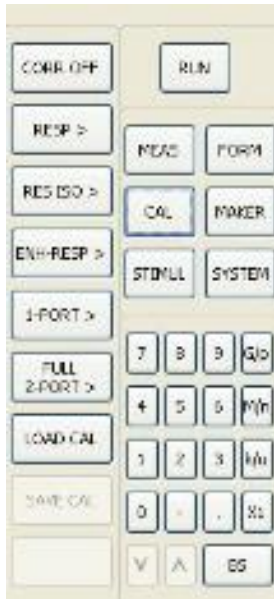 CORR OFF
RESP >
RES ISO >
ENH-RESP >
1-PORT >
FULL
2-PORT >
LOAD CAL
SAVE CAL
RUN
MEAS FORM
CAL MAKER
STIMUL SYSTEM
7 8 9 G/n
4 5 6 M/n
1 2 3 k/u
0 - . X1
BS